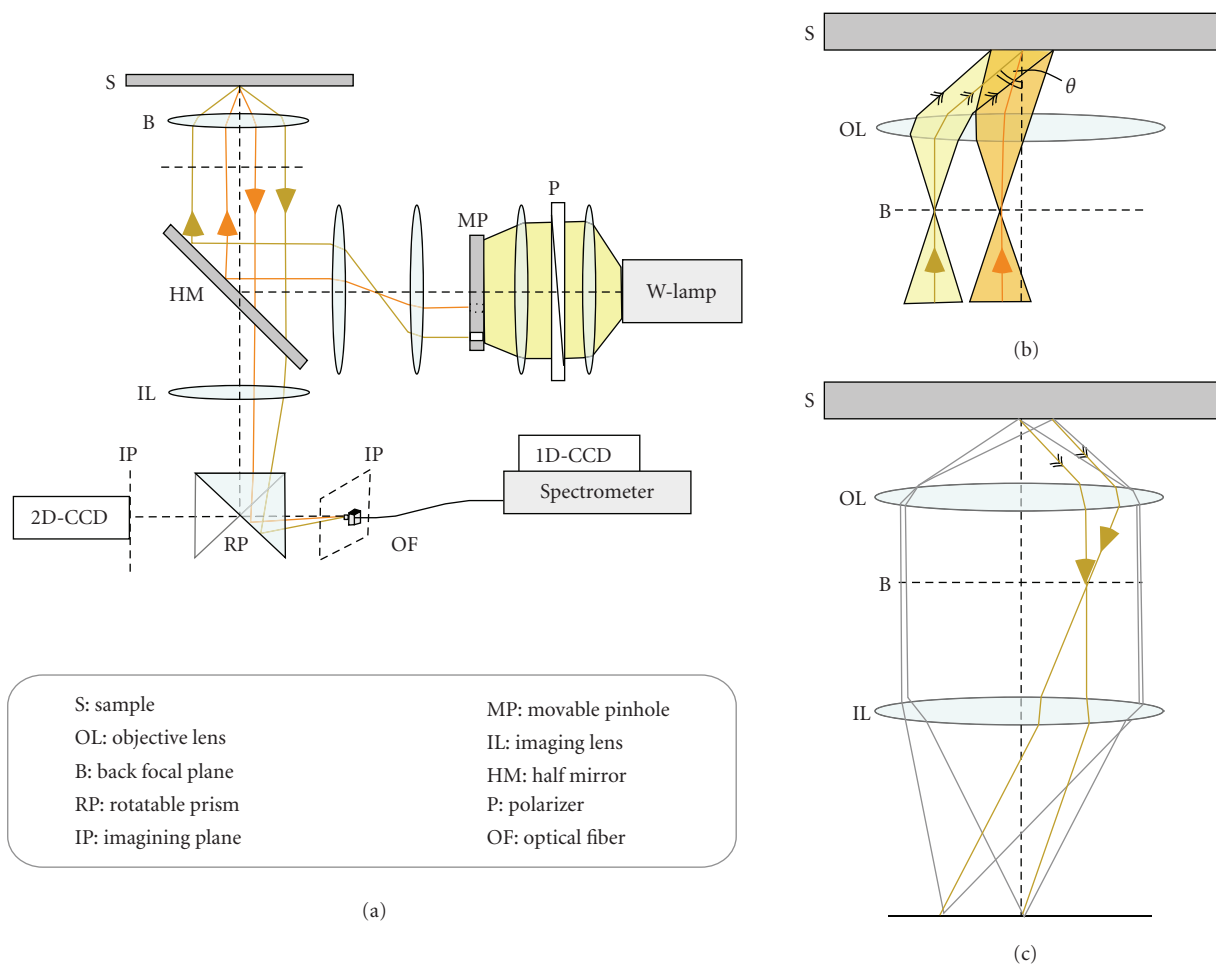 S
B
P
MP
HM
W-lamp
IL
IP
IP
1D-CCD
Spectrometer
2D-CCD
RP
OF
S: sample
OL: objective lens
B: back focal plane
RP: rotatable prism
IP: imagining plane
MP: movable pinhole
IL: imaging lens
HM: half mirror
P: polarizer
OF: optical fiber
(a)
S
θ
OL
B
(b)
S
OL
B
IL
(c)